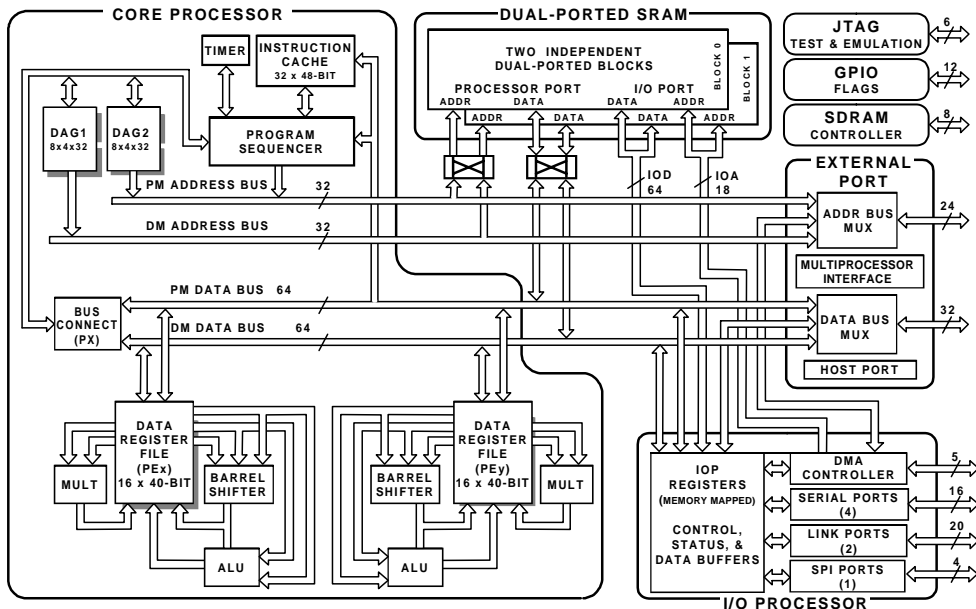 CORE PROCESSOR
TIMER
INSTRUCTION
CACHE
32 x 48-BIT
DAG1
8x4x32
DAG2
8x4x32
PROGRAM
SEQUENCER
PM ADDRESS BUS
32
DM ADDRESS BUS
32
BUS
CONNECT
(PX)
PM DATA BUS 64
DM DATA BUS 64
DATA
REGISTER
FILE
(PEx)
16 x 40-BIT
MULT
BARREL
SHIFTER
ALU
DATA
REGISTER
FILE
(PEy)
16 x 40-BIT
BARREL
SHIFTER
MULT
ALU
DUAL-PORTED SRAM
TWO INDEPENDENT
DUAL-PORTED BLOCKS
PROCESSOR PORT
I/O PORT
ADDR
DATA
DATA
ADDR
BLOCK 0
ADDR
DATA
DATA
ADDR
BLOCK 1
IOD
64
IOA
18
JTAG
TEST & EMULATION
6
GPIO
FLAGS
12
SDRAM
CONTROLLER
8
EXTERNAL
PORT
ADDR BUS
MUX
24
MULTIPROCESSOR
INTERFACE
DATA BUS
MUX
32
HOST PORT
IOP
REGISTERS
(MEMORY MAPPED)
CONTROL,
STATUS, &
DATA BUFFERS
DMA
CONTROLLER
5
SERIAL PORTS
(4)
16
LINK PORTS
(2)
20
SPI PORTS
(1)
4
I/O PROCESSOR